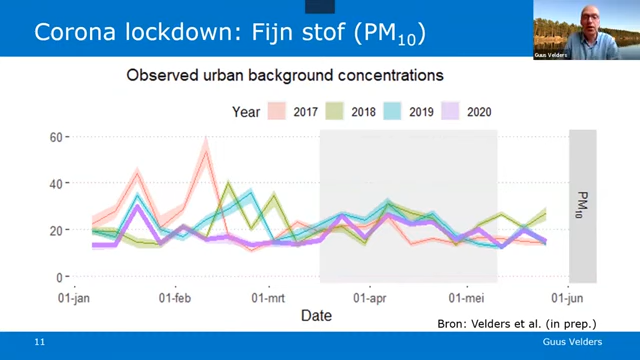 Corona lockdown: Fijn stof (PM10)
Guus Velders
Observed urban background concentrations
Year 2017 2018 2019 2020
60
40
20
0
PM10
01-jan 01-feb 01-mrt 01-apr 01-mei 01-jun
Date
Bron: Velders et al. (in prep.)
11 Guus Velders